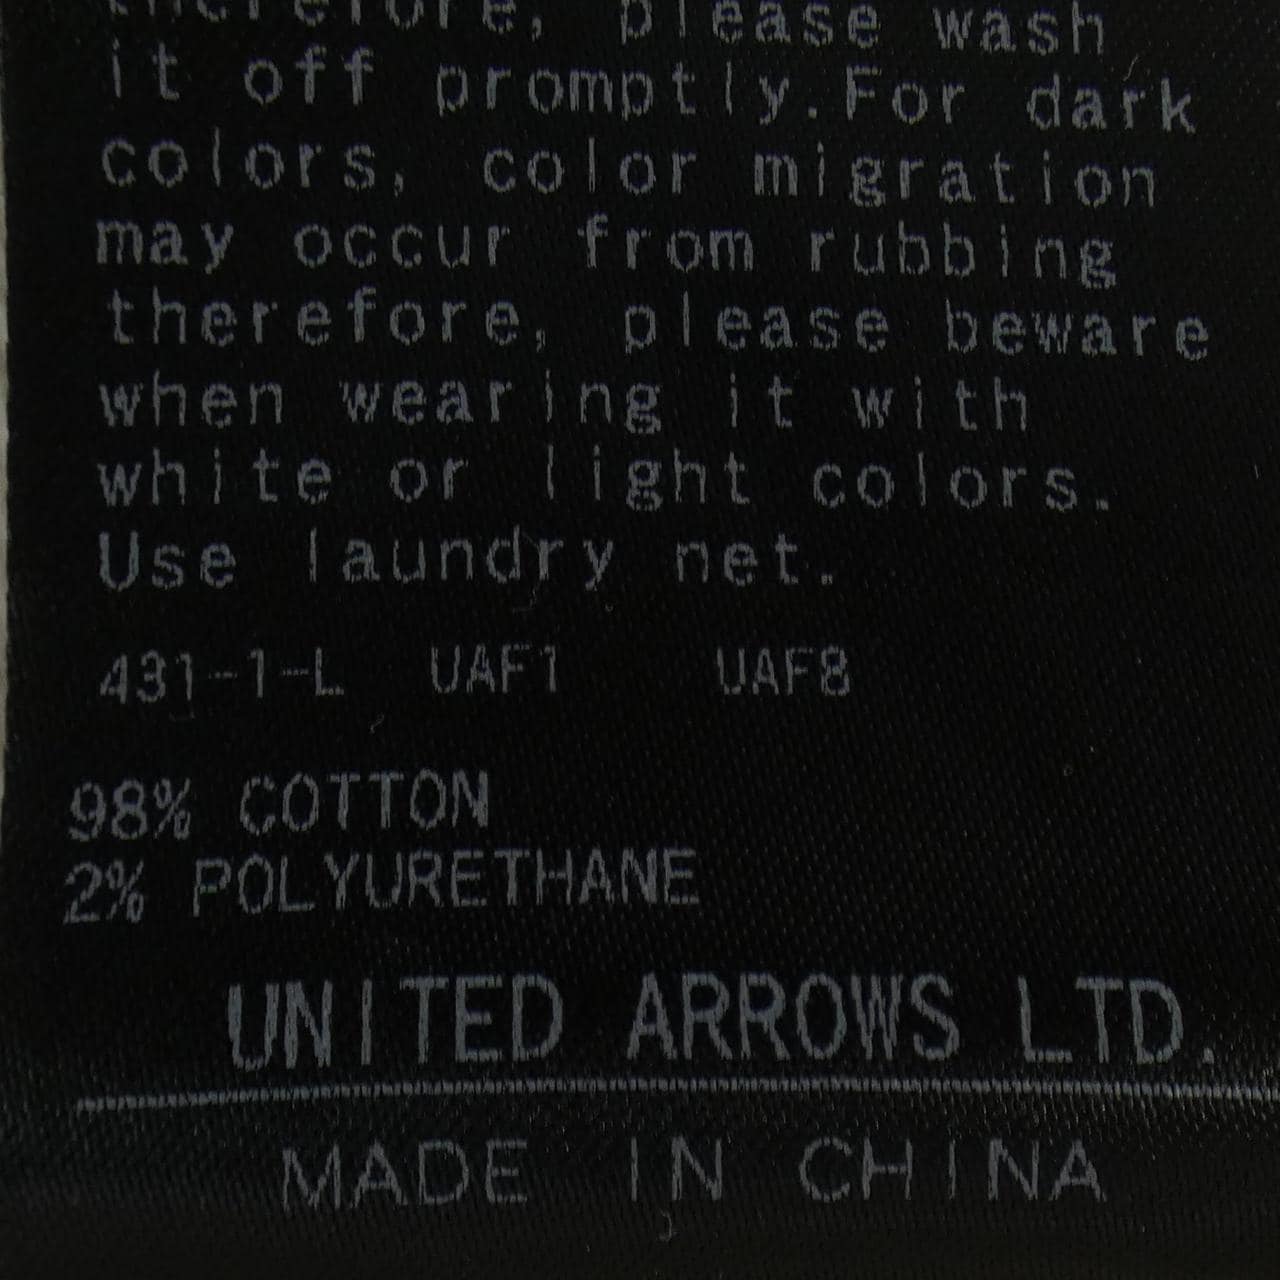 therefore, please wash
it off promptly.For dark
colors, color migration
may occur from rubbing
therefore, please beware
when wearing it with
white or light colors.
Use laundry net.
431-1-L UAF1 UAF8
98% COTTON
2% POLYURETHANE
UNITED ARROWS LTD.
MADE IN CHINA